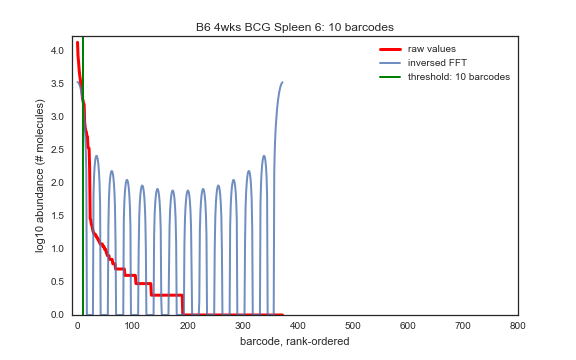 B6 4wks BCG Spleen 6: 10 barcodes
raw values
inversed FFT
threshold: 10 barcodes
log10 abundance (# molecules)
4.0
3.5
3.0
2.5
2.0
1.5
1.0
0.5
0.0
0 100 200 300 400 500 600 700 800
barcode, rank-ordered